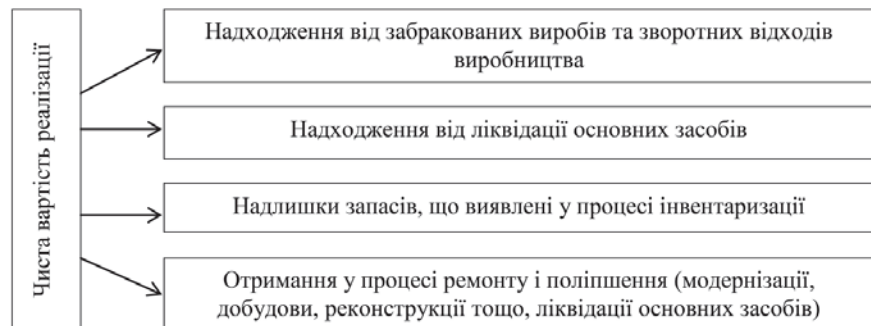 Чиста вартість реалізації
Надходження від забракованих виробів та зворотних відходів
виробництва
Надходження від ліквідації основних засобів
Надлишки запасів, що виявлені у процесі інвентаризації
Отримання у процесі ремонту і поліпшення (модернізації,
добудови, реконструкції тощо, ліквідації основних засобів)